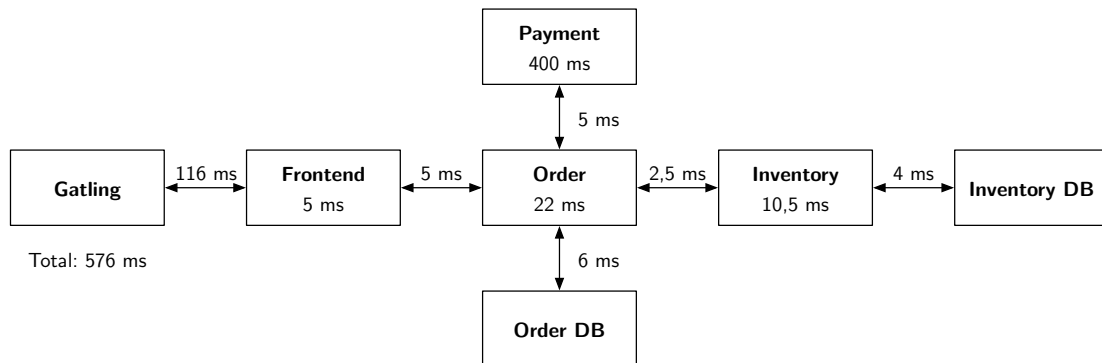 Payment
400 ms
5 ms
Gatling
116 ms
Frontend
5 ms
5 ms
Order
22 ms
2,5 ms
Inventory
10,5 ms
4 ms
Inventory DB
Total: 576 ms
6 ms
Order DB